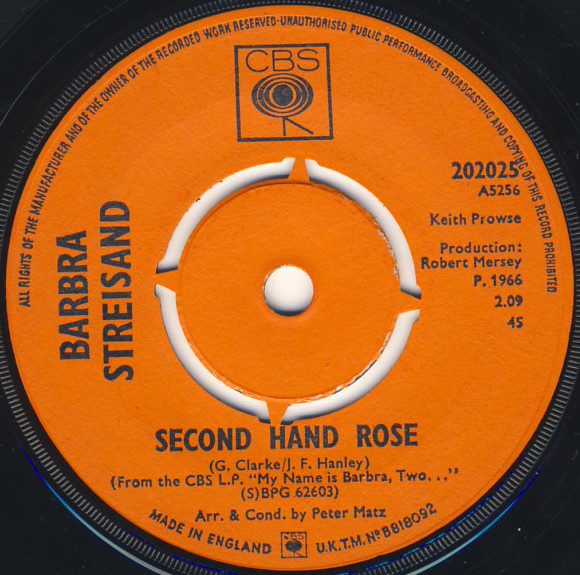 ALL RIGHTS OF THE MANUFACTURER AND OF THE OWNER OF THE RECORDED WORK RESERVED-UNAUTHORISED PUBLIC PERFORMANCE BROADCASTING AND COPYING OF THIS RECORD PROHIBITED
CBS
202025
A5256
Keith Prowse
Production:
Robert Mersey
P. 1966
2.09
45
BARBRA
STREISAND
SECOND HAND ROSE
(G. Clarke/J. F. Hanley)
(From the CBS L.P. "My Name is Barbra, Two..."
(S)BPG 62603)
Arr. & Cond. by Peter Matz
MADE IN ENGLAND CBS U.K.T.M. Nº B818092